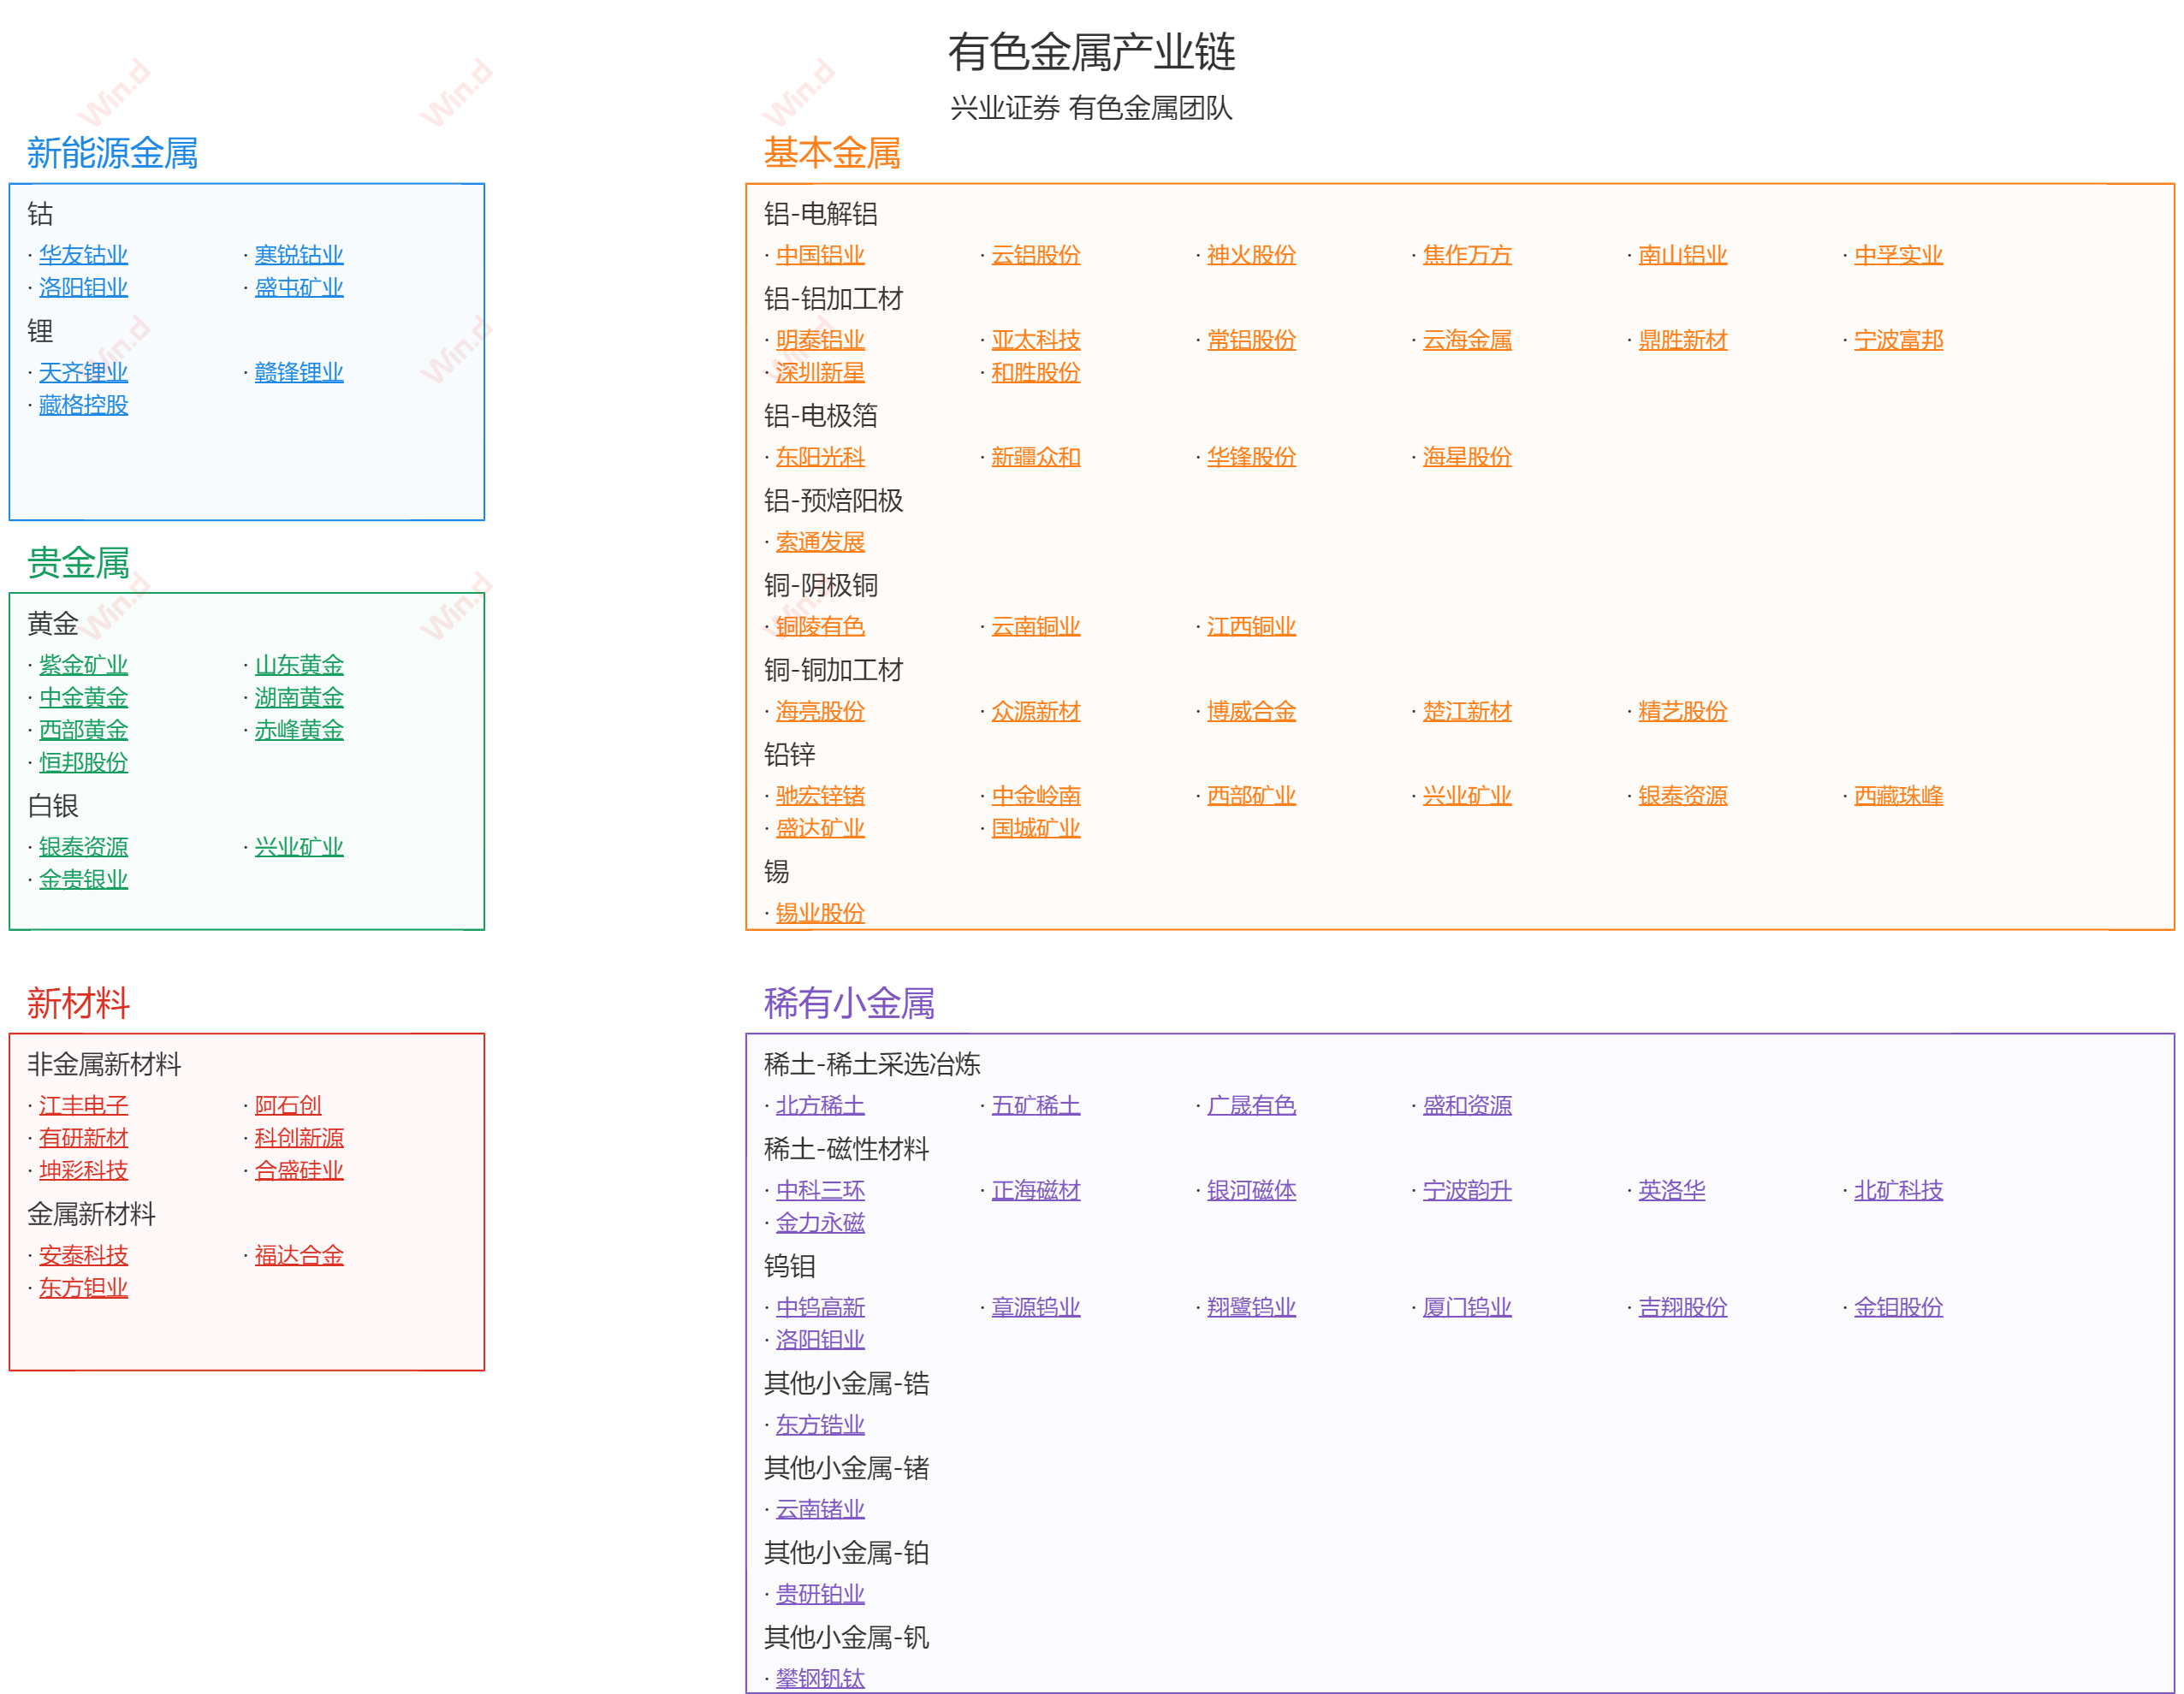 有色金属产业链
兴业证券 有色金属团队
新能源金属
钴
· 华友钴业 · 寒锐钴业
· 洛阳钼业 · 盛屯矿业
锂
· 天齐锂业 · 赣锋锂业
· 藏格控股
贵金属
黄金
· 紫金矿业 · 山东黄金
· 中金黄金 · 湖南黄金
· 西部黄金 · 赤峰黄金
· 恒邦股份
白银
· 银泰资源 · 兴业矿业
· 金贵银业
新材料
非金属新材料
· 江丰电子 · 阿石创
· 有研新材 · 科创新源
· 坤彩科技 · 合盛硅业
金属新材料
· 安泰科技 · 福达合金
· 东方钽业
基本金属
铝-电解铝
· 中国铝业 · 云铝股份 · 神火股份 · 焦作万方 · 南山铝业 · 中孚实业
铝-铝加工材
· 明泰铝业 · 亚太科技 · 常铝股份 · 云海金属 · 鼎胜新材 · 宁波富邦
· 深圳新星 · 和胜股份
铝-电极箔
· 东阳光科 · 新疆众和 · 华锋股份 · 海星股份
铝-预焙阳极
· 索通发展
铜-阴极铜
· 铜陵有色 · 云南铜业 · 江西铜业
铜-铜加工材
· 海亮股份 · 众源新材 · 博威合金 · 楚江新材 · 精艺股份
铅锌
· 驰宏锌锗 · 中金岭南 · 西部矿业 · 兴业矿业 · 银泰资源 · 西藏珠峰
· 盛达矿业 · 国城矿业
锡
· 锡业股份
稀有小金属
稀土-稀土采选冶炼
· 北方稀土 · 五矿稀土 · 广晟有色 · 盛和资源
稀土-磁性材料
· 中科三环 · 正海磁材 · 银河磁体 · 宁波韵升 · 英洛华 · 北矿科技
· 金力永磁
钨钼
· 中钨高新 · 章源钨业 · 翔鹭钨业 · 厦门钨业 · 吉翔股份 · 金钼股份
· 洛阳钼业
其他小金属-锆
· 东方锆业
其他小金属-锗
· 云南锗业
其他小金属-铂
· 贵研铂业
其他小金属-钒
· 攀钢钒钛
Win.d
Win.d
Win.d
Win.d
Win.d
Win.d
Win.d
Win.d
Win.d